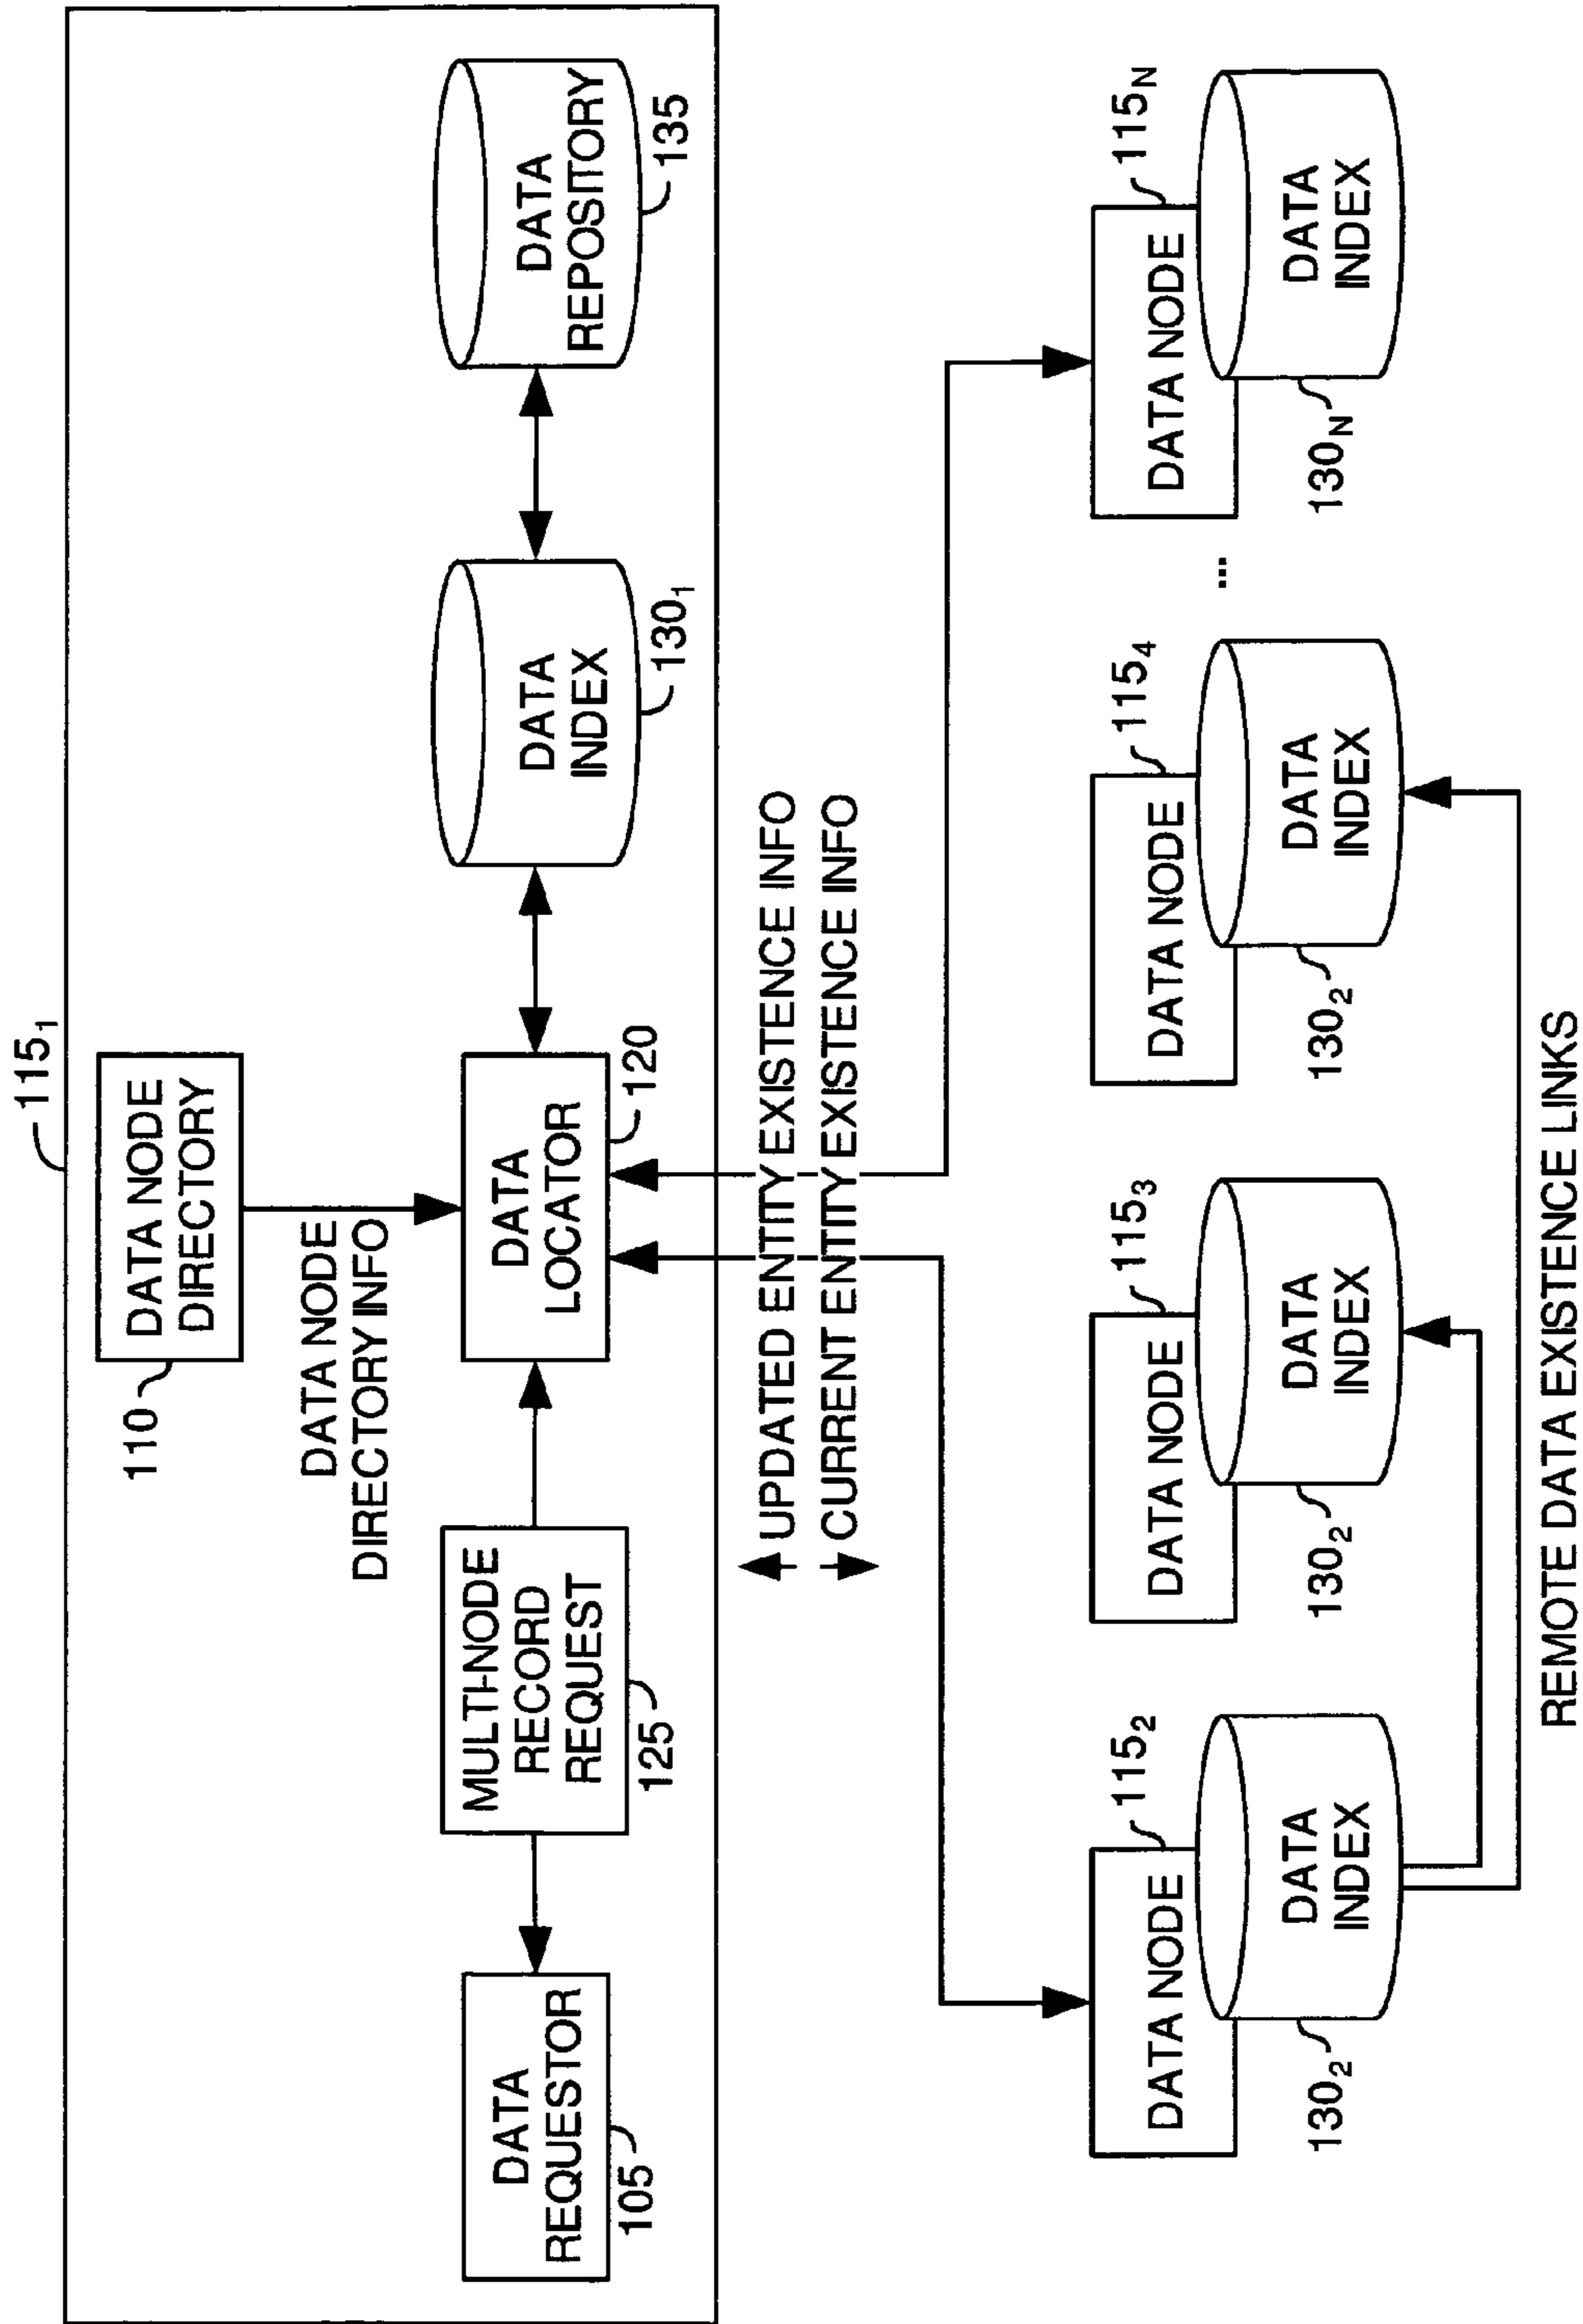 115₁
DATA NODE
DIRECTORY
110
DATA NODE
DIRECTORY INFO
DATA
REQUESTOR
105
MULTI-NODE
RECORD
REQUEST
125
DATA
LOCATOR
120
DATA
INDEX
130₁
DATA
REPOSITORY
135
UPDATED ENTITY EXISTENCE INFO
CURRENT ENTITY EXISTENCE INFO
DATA NODE
115₂
DATA
INDEX
130₂
DATA NODE
115₃
DATA
INDEX
130₂
DATA NODE
115₄
DATA
INDEX
130₂
...
DATA NODE
115N
DATA
INDEX
130N
REMOTE DATA EXISTENCE LINKS